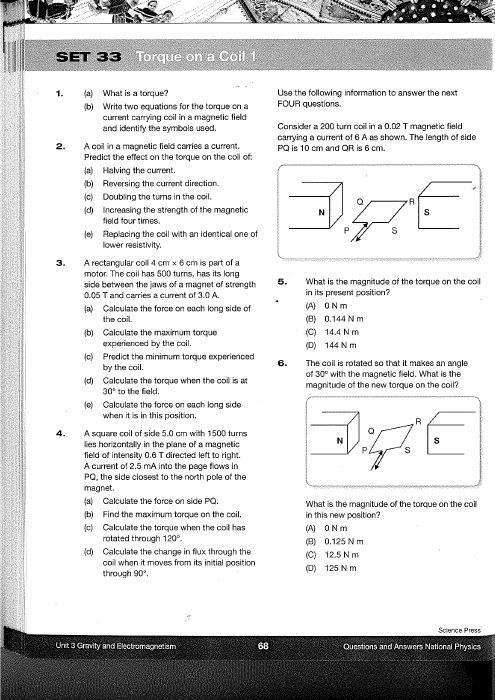 SET 33 Torque on a Coil 1
1. (a) What is a torque?
(b) Write two equations for the torque on a
current carrying coil in a magnetic field
and identify the symbols used.
2. A coil in a magnetic field carries a current.
Predict the effect on the torque on the coil of:
(a) Halving the current.
(b) Reversing the current direction.
(c) Doubling the turns in the coil.
(d) Increasing the strength of the magnetic
field four times.
(e) Replacing the coil with an identical one of
lower resistivity.
3. A rectangular coil 4 cm × 6 cm is part of a
motor. The coil has 500 turns, has its long
side between the jaws of a magnet of strength
0.05 T and carries a current of 3.0 A.
(a) Calculate the force on each long side of
the coil.
(b) Calculate the maximum torque
experienced by the coil.
(c) Predict the minimum torque experienced
by the coil.
(d) Calculate the torque when the coil is at
30° to the field.
(e) Calculate the force on each long side
when it is in this position.
4. A square coil of side 5.0 cm with 1500 turns
lies horizontally in the plane of a magnetic
field of intensity 0.6 T directed left to right.
A current of 2.5 mA into the page flows in
PQ, the side closest to the north pole of the
magnet.
(a) Calculate the force on side PQ.
(b) Find the maximum torque on the coil.
(c) Calculate the torque when the coil has
rotated through 120°.
(d) Calculate the change in flux through the
coil when it moves from its initial position
through 90°.
Use the following information to answer the next
FOUR questions.
Consider a 200 turn coil in a 0.02 T magnetic field
carrying a current of 6 A as shown. The length of side
PQ is 10 cm and QR is 6 cm.
Q R
N S
P S
5. What is the magnitude of the torque on the coil
in its present position?
(A) 0 N m
(B) 0.144 N m
(C) 14.4 N m
(D) 144 N m
6. The coil is rotated so that it makes an angle
of 30° with the magnetic field. What is the
magnitude of the new torque on the coil?
R
Q
N S
P S
What is the magnitude of the torque on the coil
in this new position?
(A) 0 N m
(B) 0.125 N m
(C) 12.5 N m
(D) 125 N m
Science Press
Unit 3 Gravity and Electromagnetism 68 Questions and Answers National Physics